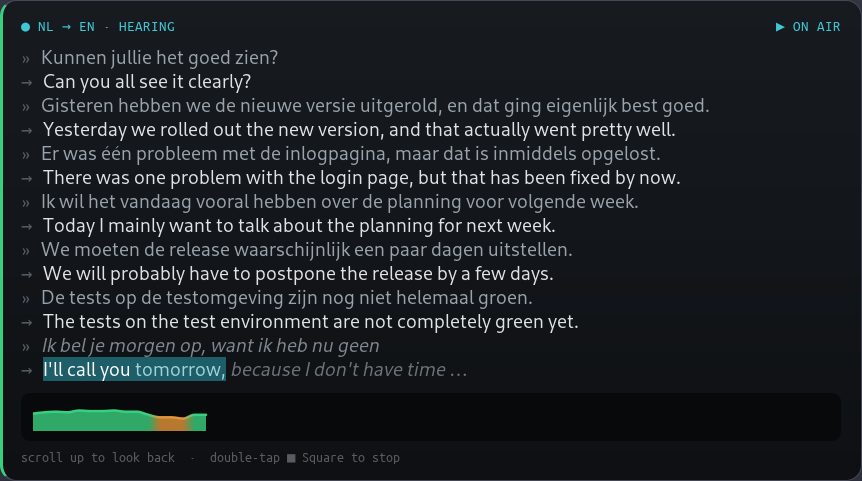 ● NL → EN · HEARING
▶ ON AIR
» Kunnen jullie het goed zien?
→ Can you all see it clearly?
» Gisteren hebben we de nieuwe versie uitgerold, en dat ging eigenlijk best goed.
→ Yesterday we rolled out the new version, and that actually went pretty well.
» Er was één probleem met de inlogpagina, maar dat is inmiddels opgelost.
→ There was one problem with the login page, but that has been fixed by now.
» Ik wil het vandaag vooral hebben over de planning voor volgende week.
→ Today I mainly want to talk about the planning for next week.
» We moeten de release waarschijnlijk een paar dagen uitstellen.
→ We will probably have to postpone the release by a few days.
» De tests op de testomgeving zijn nog niet helemaal groen.
→ The tests on the test environment are not completely green yet.
» Ik bel je morgen op, want ik heb nu geen
→ I'll call you tomorrow, because I don't have time ...
scroll up to look back · double-tap ■ Square to stop